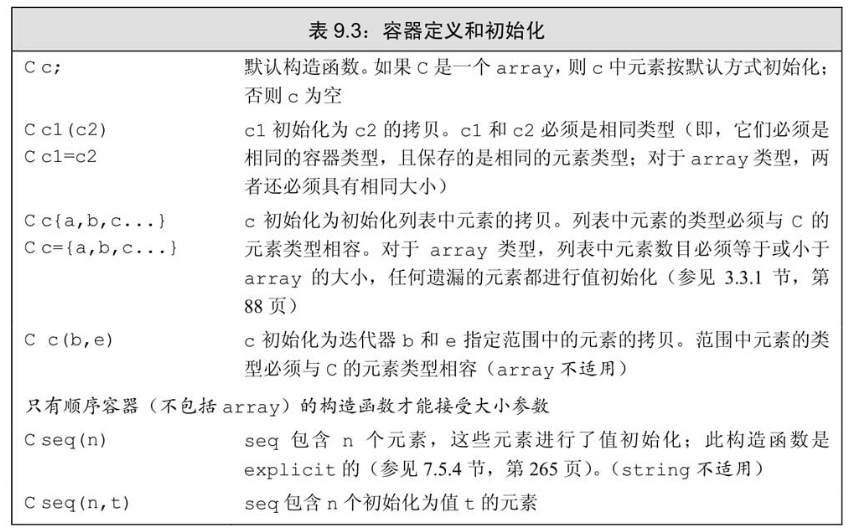 表 9.3：容器定义和初始化
C c; 默认构造函数。如果 C 是一个 array，则 c 中元素按默认方式初始化；
否则 c 为空
C c1(c2) c1 初始化为 c2 的拷贝。c1 和 c2 必须是相同类型（即，它们必须是
C c1=c2 相同的容器类型，且保存的是相同的元素类型；对于 array 类型，两
者还必须具有相同大小）
C c{a,b,c...} c 初始化为初始化列表中元素的拷贝。列表中元素的类型必须与 C 的
C c={a,b,c...} 元素类型相容。对于 array 类型，列表中元素数目必须等于或小于
array 的大小，任何遗漏的元素都进行值初始化（参见 3.3.1 节，第
88 页）
C c(b,e) c 初始化为迭代器 b 和 e 指定范围中的元素的拷贝。范围中元素的类
型必须与 C 的元素类型相容（array 不适用）
只有顺序容器（不包括 array）的构造函数才能接受大小参数
C seq(n) seq 包含 n 个元素，这些元素进行了值初始化；此构造函数是
explicit 的（参见 7.5.4 节，第 265 页）。（string 不适用）
C seq(n,t) seq 包含 n 个初始化为值 t 的元素